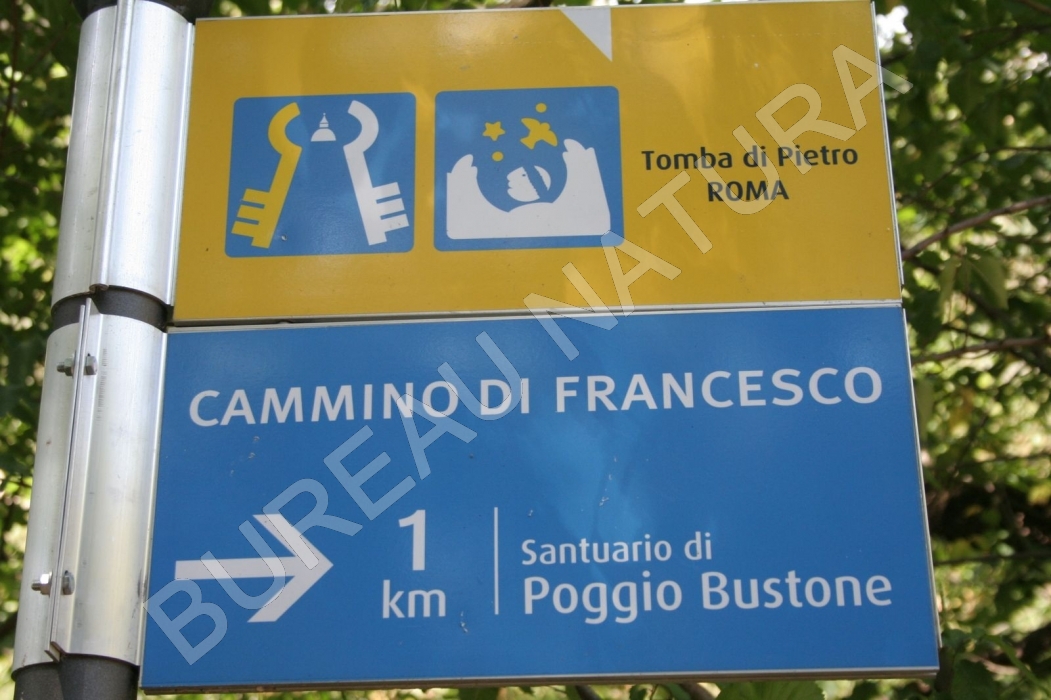 Tomba di Pietro
ROMA
CAMMINO DI FRANCESCO
1
km
Santuario di
Poggio Bustone
BUREAU NATURA